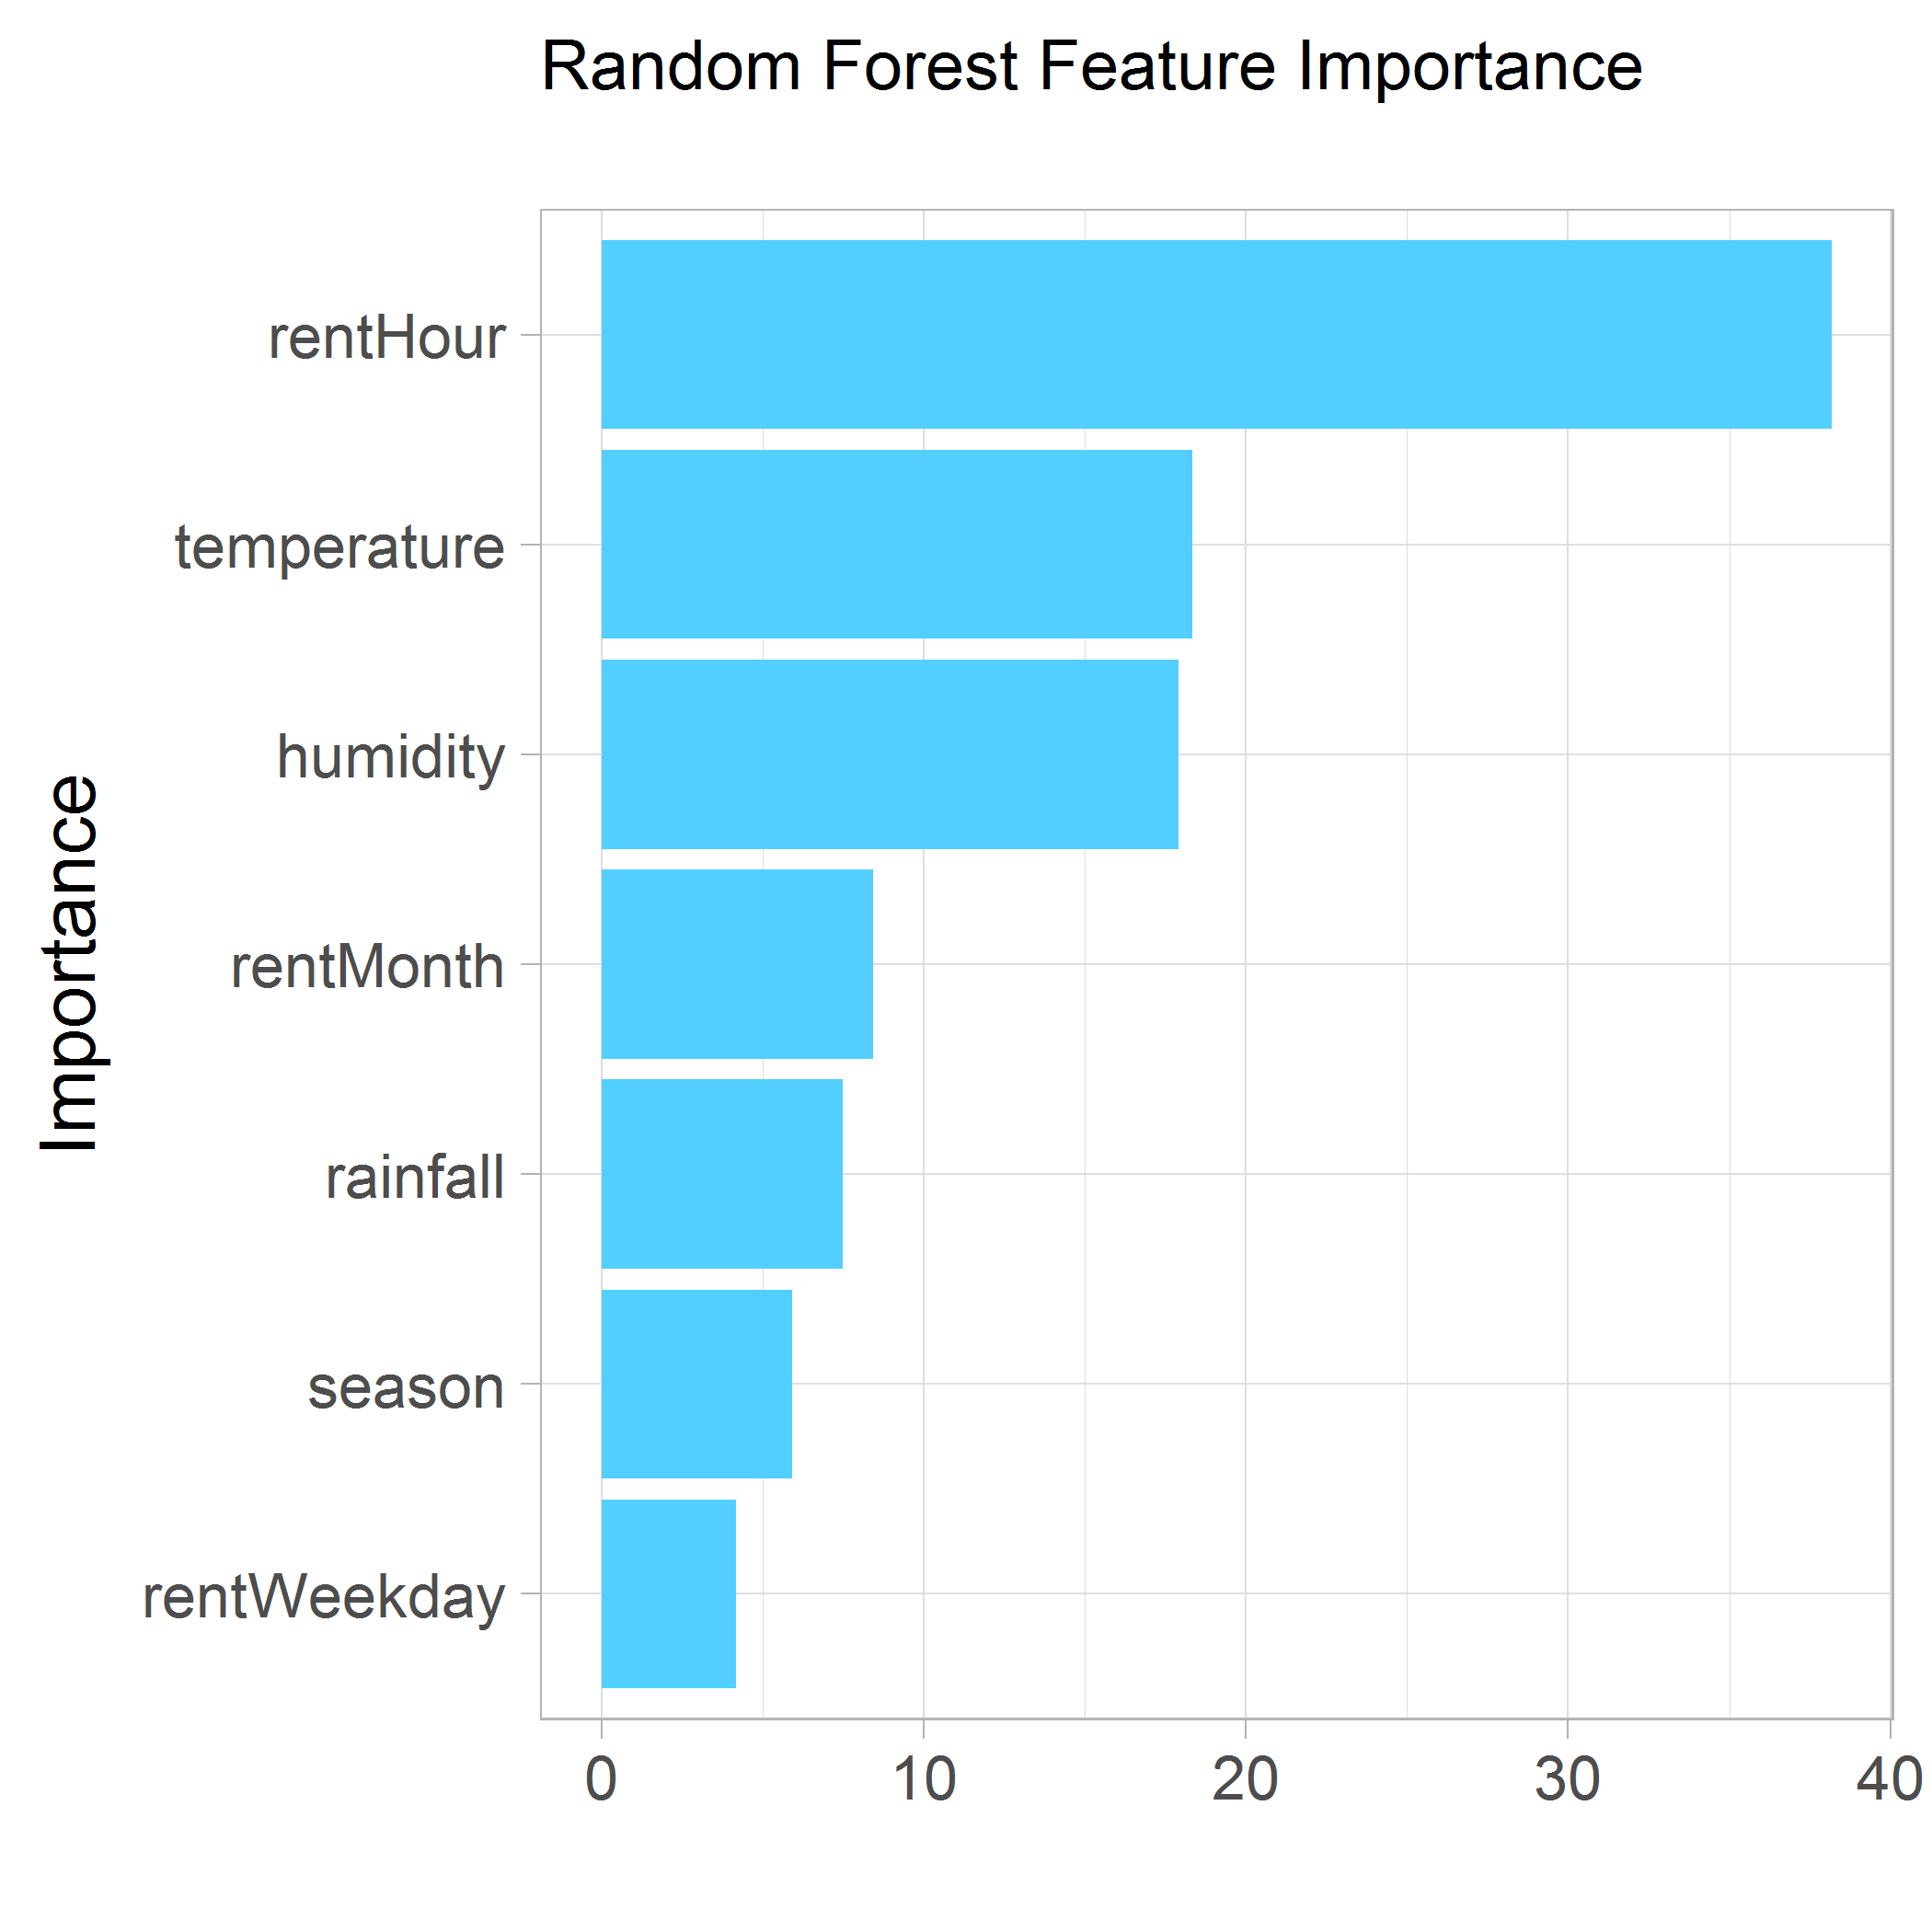 Random Forest Feature Importance
Importance
rentHour
temperature
humidity
rentMonth
rainfall
season
rentWeekday
0 10 20 30 40